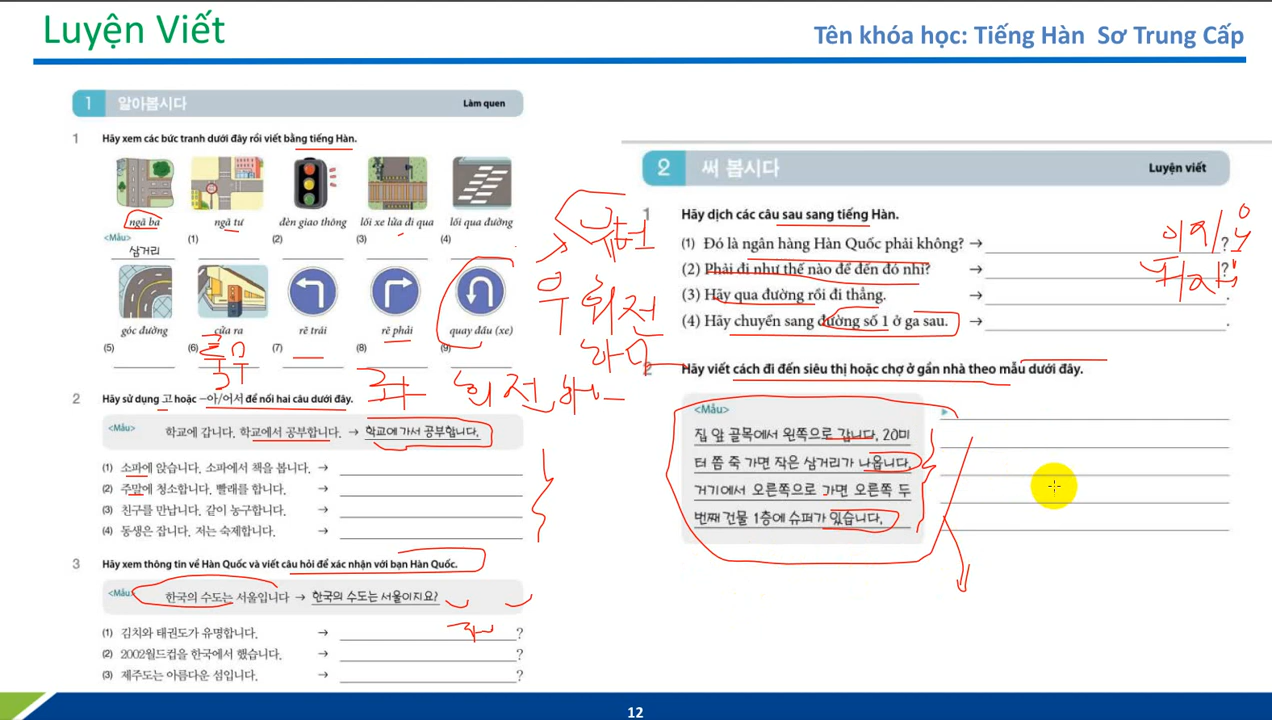 Luyện Viết
Tên khóa học: Tiếng Hàn Sơ Trung Cấp
1 알아봅시다 Làm quen
1 Hãy xem các bức tranh dưới đây rồi viết bằng tiếng Hàn.
ngã ba ngã tư đèn giao thông lối xe lửa đi qua lối qua đường
<Mẫu> (1) (2) (3) (4)
삼거리
góc đường cửa ra rẽ trái rẽ phải quay đầu (xe)
(5) (6) (7) (8) (9)
회전
2 Hãy sử dụng 고 hoặc –아/어서 để nối hai câu dưới đây.
<Mẫu> 학교에 갑니다. 학교에서 공부합니다. → 학교에 가서 공부합니다.
(1) 소파에 앉습니다. 소파에서 책을 봅니다. →
(2) 주말에 청소합니다. 빨래를 합니다. →
(3) 친구를 만납니다. 같이 농구합니다. →
(4) 동생은 잡니다. 저는 숙제합니다. →
3 Hãy xem thông tin về Hàn Quốc và viết câu hỏi để xác nhận với bạn Hàn Quốc.
<Mẫu> 한국의 수도는 서울입니다 → 한국의 수도는 서울이지요?
(1) 김치와 태권도가 유명합니다. → ?
(2) 2002월드컵을 한국에서 했습니다. → ?
(3) 제주도는 아름다운 섬입니다. → ?
2 써 봅시다 Luyện viết
1 Hãy dịch các câu sau sang tiếng Hàn.
(1) Đó là ngân hàng Hàn Quốc phải không? → ?
(2) Phải đi như thế nào để đến đó nhỉ? → ?
(3) Hãy qua đường rồi đi thẳng. → .
(4) Hãy chuyển sang đường số 1 ở ga sau. → .
2 Hãy viết cách đi đến siêu thị hoặc chợ ở gần nhà theo mẫu dưới đây.
<Mẫu>
집 앞 골목에서 왼쪽으로 갑니다. 20미
터 쯤 죽 가면 작은 삼거리가 나옵니다.
거기에서 오른쪽으로 가면 오른쪽 두
번째 건물 1층에 슈퍼가 있습니다.
12